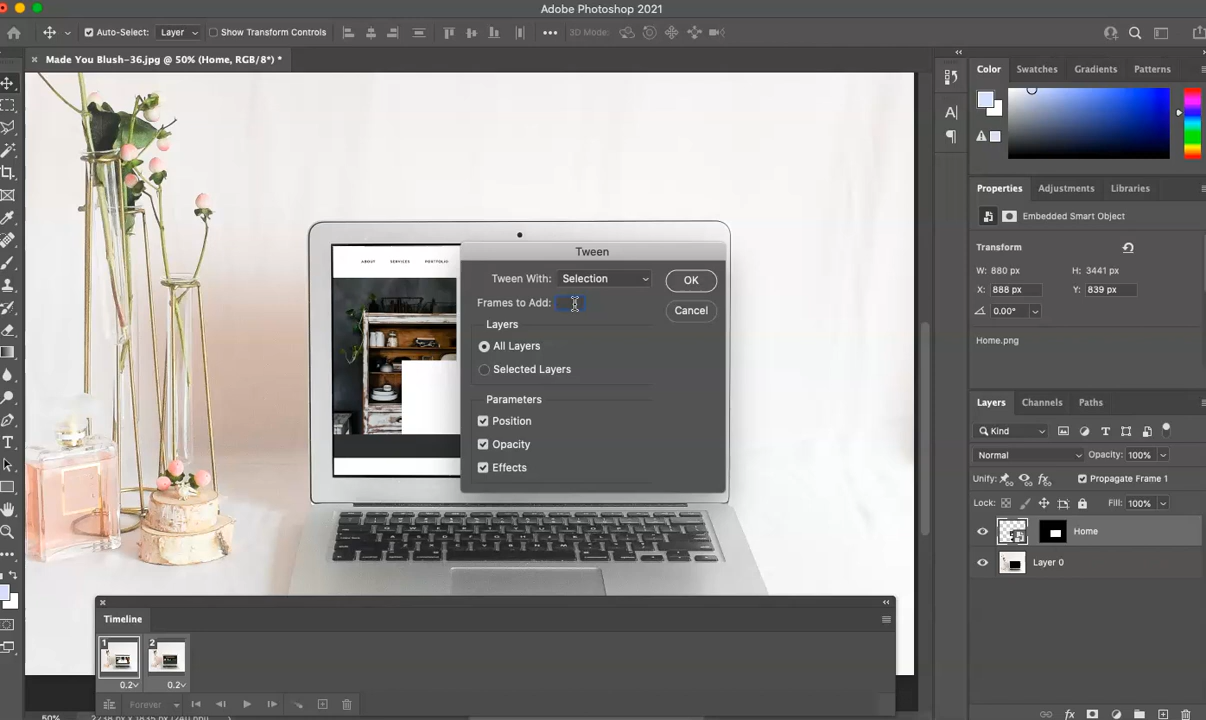 Adobe Photoshop 2021
Auto-Select: Layer Show Transform Controls 3D Mode:
Made You Blush-36.jpg @ 50% (Home, RGB/8*) *
Color Swatches Gradients Patterns
Properties Adjustments Libraries
Embedded Smart Object
Transform
W: 880 px H: 3441 px
X: 888 px Y: 839 px
0.00°
Home.png
ABOUT SERVICES PORTFOLIO
Tween
Tween With: Selection OK
Frames to Add:
Cancel
Layers
All Layers
Selected Layers
Parameters
Position
Opacity
Effects
Layers Channels Paths
Kind
Normal Opacity: 100%
Unify: Propagate Frame 1
Lock: Fill: 100%
Home
Layer 0
Timeline
1 2
0.2 0.2
Forever
50%